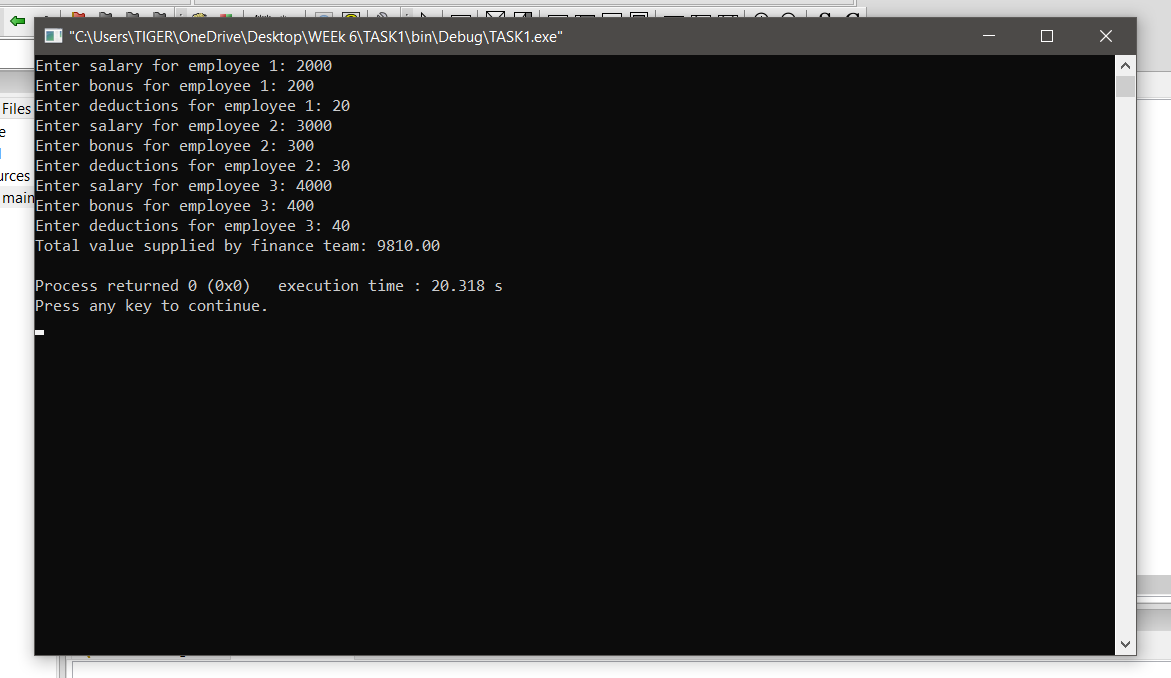 "C:\Users\TIGER\OneDrive\Desktop\WEEk 6\TASK1\bin\Debug\TASK1.exe"
Files
e
urces
main
Enter salary for employee 1: 2000
Enter bonus for employee 1: 200
Enter deductions for employee 1: 20
Enter salary for employee 2: 3000
Enter bonus for employee 2: 300
Enter deductions for employee 2: 30
Enter salary for employee 3: 4000
Enter bonus for employee 3: 400
Enter deductions for employee 3: 40
Total value supplied by finance team: 9810.00
Process returned 0 (0x0)   execution time : 20.318 s
Press any key to continue.